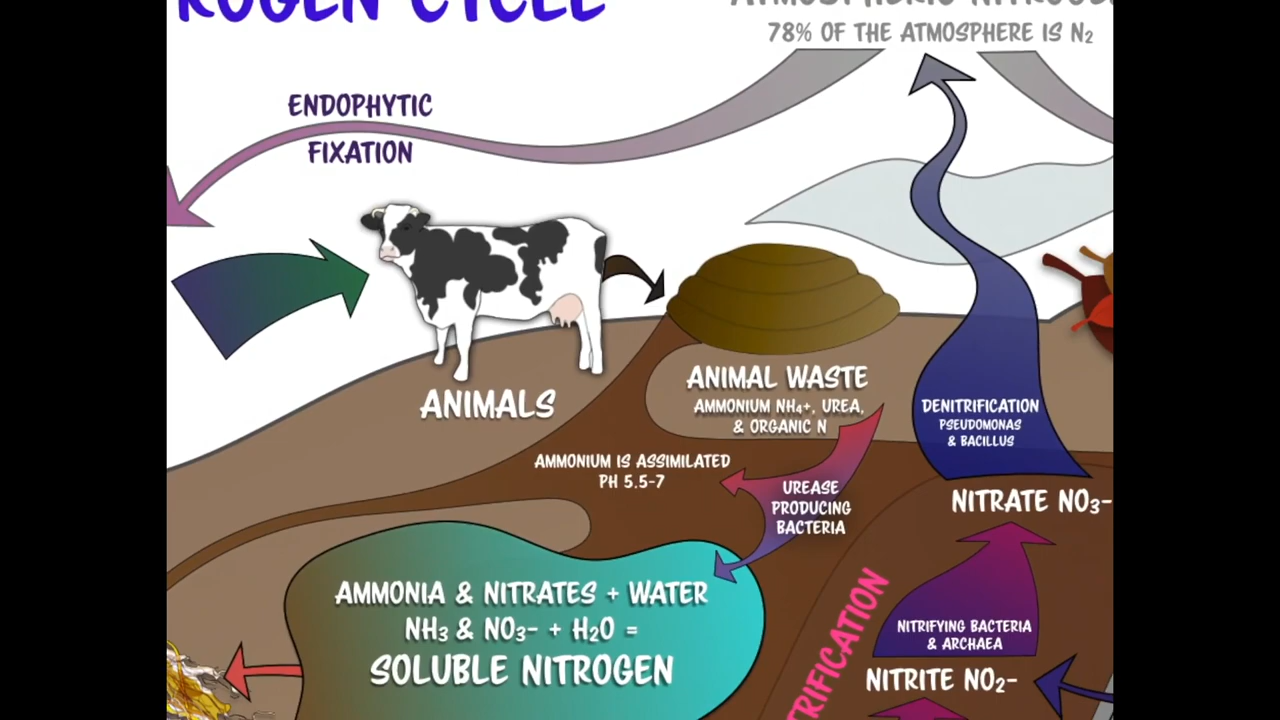 CYCLE
78% OF THE ATMOSPHERE IS N₂
ENDOPHYTIC
FIXATION
ANIMALS
ANIMAL WASTE
AMMONIUM NH₄+, UREA,
& ORGANIC N
AMMONIUM IS ASSIMILATED
PH 5.5-7
UREASE
PRODUCING
BACTERIA
DENITRIFICATION
PSEUDOMONAS
& BACILLUS
NITRATE NO₃-
AMMONIA & NITRATES + WATER
NH₃ & NO₃- + H₂O =
SOLUBLE NITROGEN
NITRIFYING BACTERIA
& ARCHAEA
NITRITE NO₂-
TRIFICATION